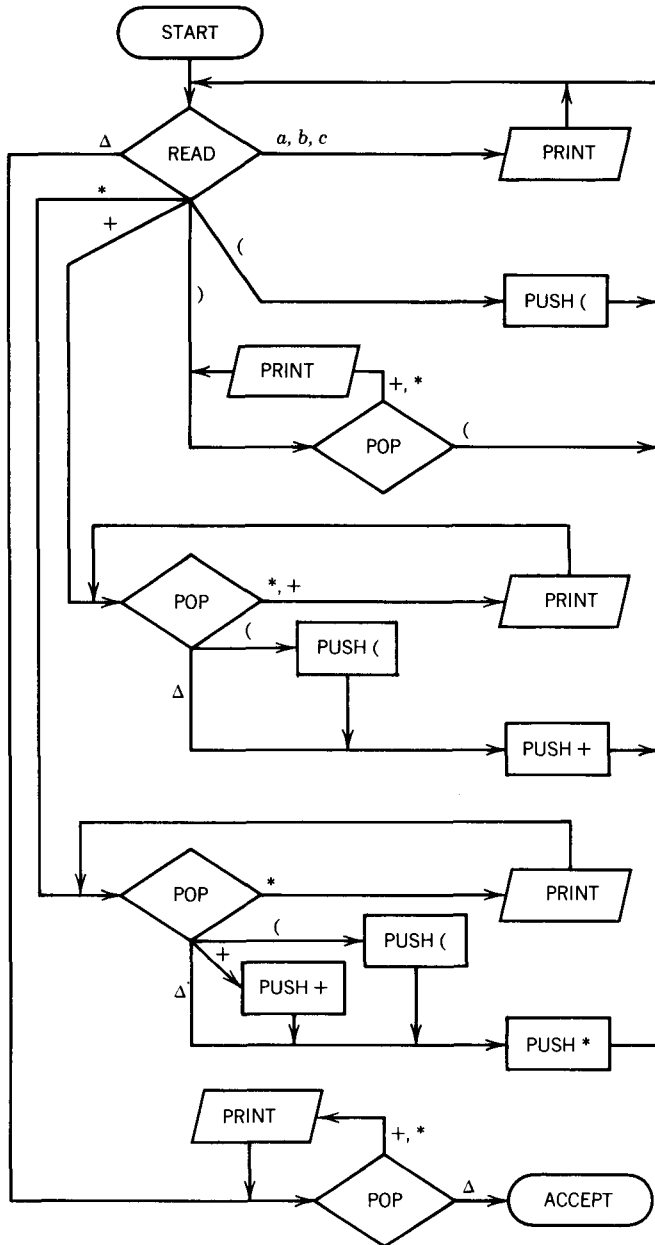 START
Δ
READ
a, b, c
PRINT
*
+
(
)
PUSH (
PRINT
+, *
POP
(
POP
*, +
PRINT
(
PUSH (
Δ
PUSH +
POP
*
PRINT
(
PUSH (
+
PUSH +
Δ
PUSH *
PRINT
+, *
POP
Δ
ACCEPT